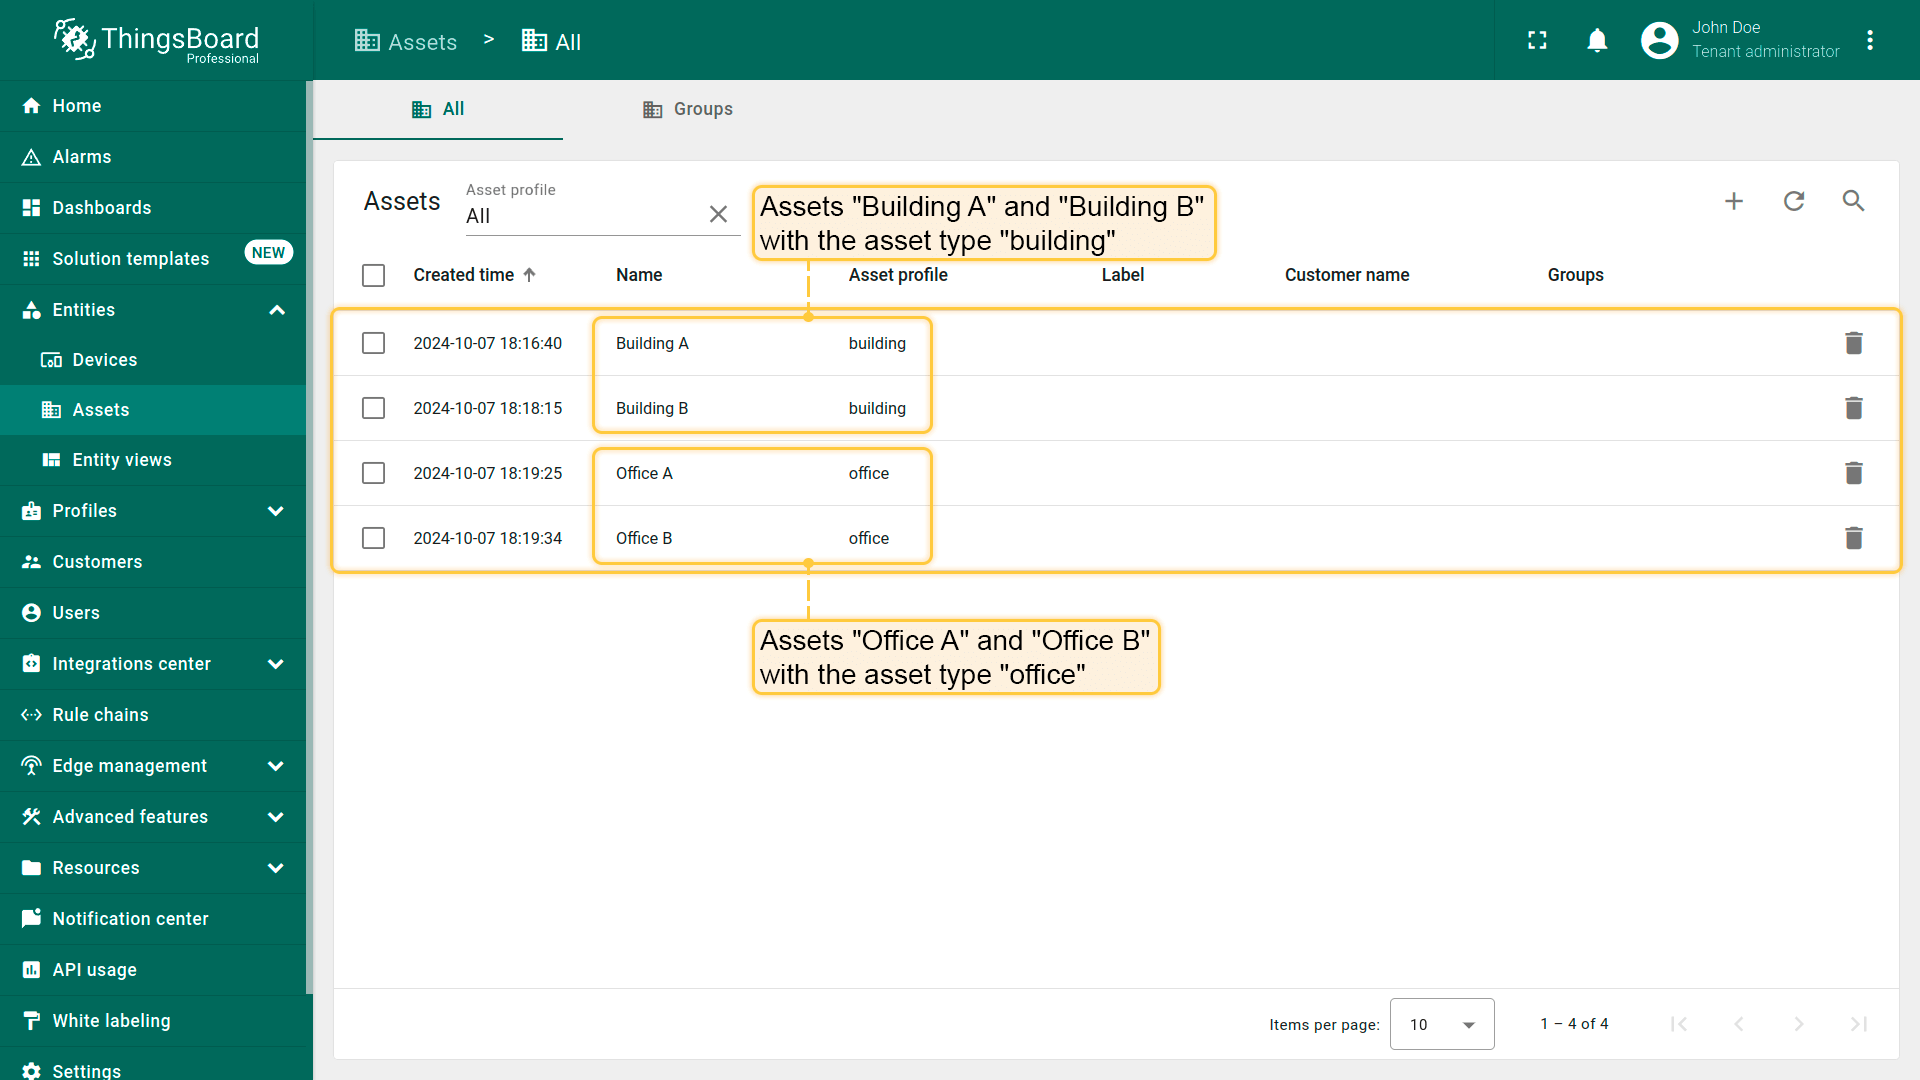 ThingsBoard
Professional
Assets > All
John Doe
Tenant administrator
Home
Alarms
Dashboards
Solution templates NEW
Entities
Devices
Assets
Entity views
Profiles
Customers
Users
Integrations center
Rule chains
Edge management
Advanced features
Resources
Notification center
API usage
White labeling
Settings
All Groups
Assets
Asset profile
All
Assets "Building A" and "Building B"
with the asset type "building"
Created time Name Asset profile Label Customer name Groups
2024-10-07 18:16:40 Building A building
2024-10-07 18:18:15 Building B building
2024-10-07 18:19:25 Office A office
2024-10-07 18:19:34 Office B office
Assets "Office A" and "Office B"
with the asset type "office"
Items per page: 10 1 – 4 of 4